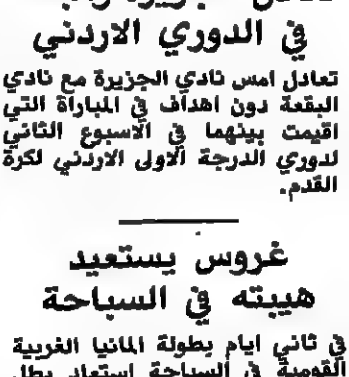 في الدوري الاردني
تعادل امس نادي الجزيرة مع نادي
البقعة دون اهداف في المباراة التي
اقيمت بينهما في الاسبوع الثاني
لدوري الدرجة الاولى الاردني لكرة
القدم.
غروس يستعيد
هيبته في السباحة
في ثاني ايام بطولة المانيا الغربية
القومية في السباحة استعاد بطل